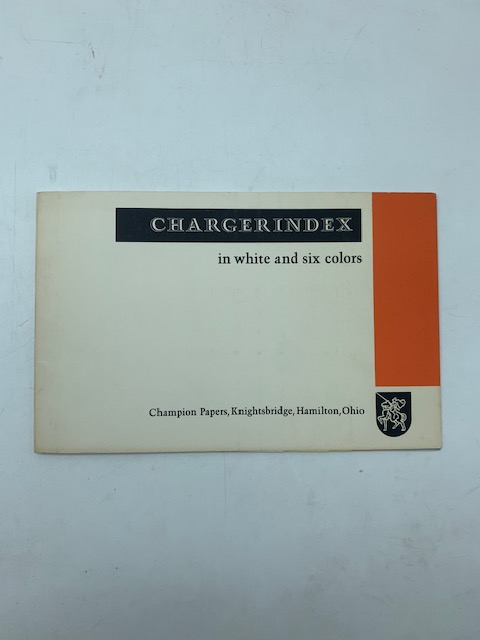 CHARGERINDEX
in white and six colors
Champion Papers, Knightsbridge, Hamilton, Ohio